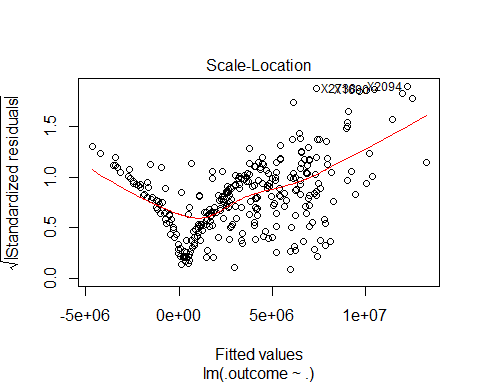 Scale-Location
√|Standardized residuals|
0.0 0.5 1.0 1.5
X2094
-5e+06 0e+00 5e+06 1e+07
Fitted values
lm(.outcome ~ .)